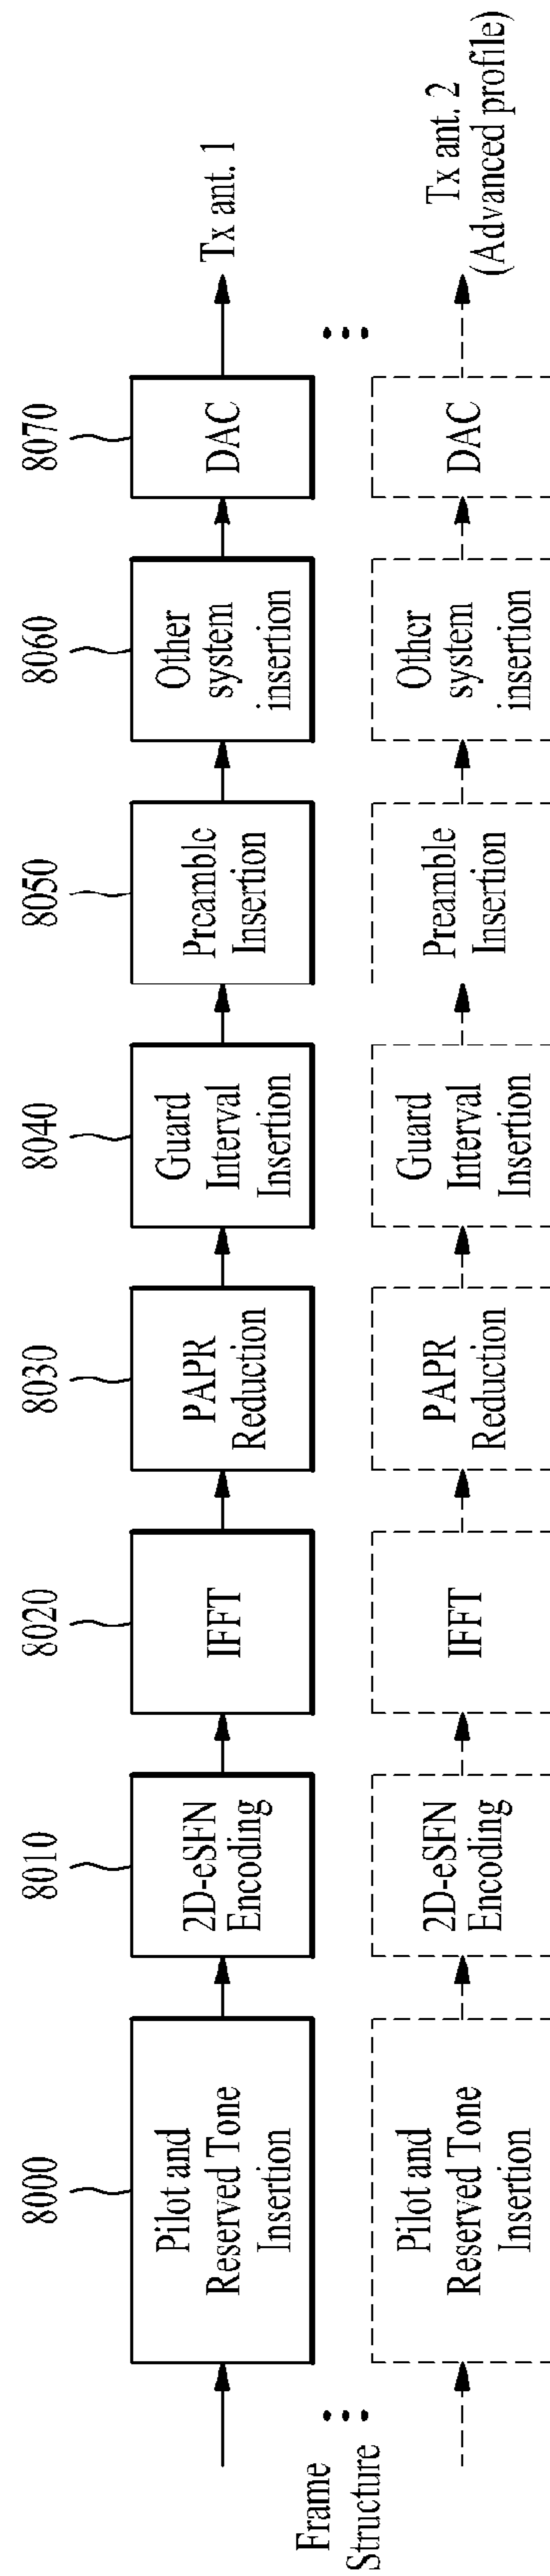 8000
8010
8020
8030
8040
8050
8060
8070
Pilot and
Reserved Tone
Insertion
2D-eSFN
Encoding
IFFT
PAPR
Reduction
Guard
Interval
Insertion
Preamble
Insertion
Other
system
insertion
DAC
Tx ant. 1
Frame
Structure
Pilot and
Reserved Tone
Insertion
2D-eSFN
Encoding
IFFT
PAPR
Reduction
Guard
Interval
Insertion
Preamble
Insertion
Other
system
insertion
DAC
Tx ant. 2
(Advanced profile)